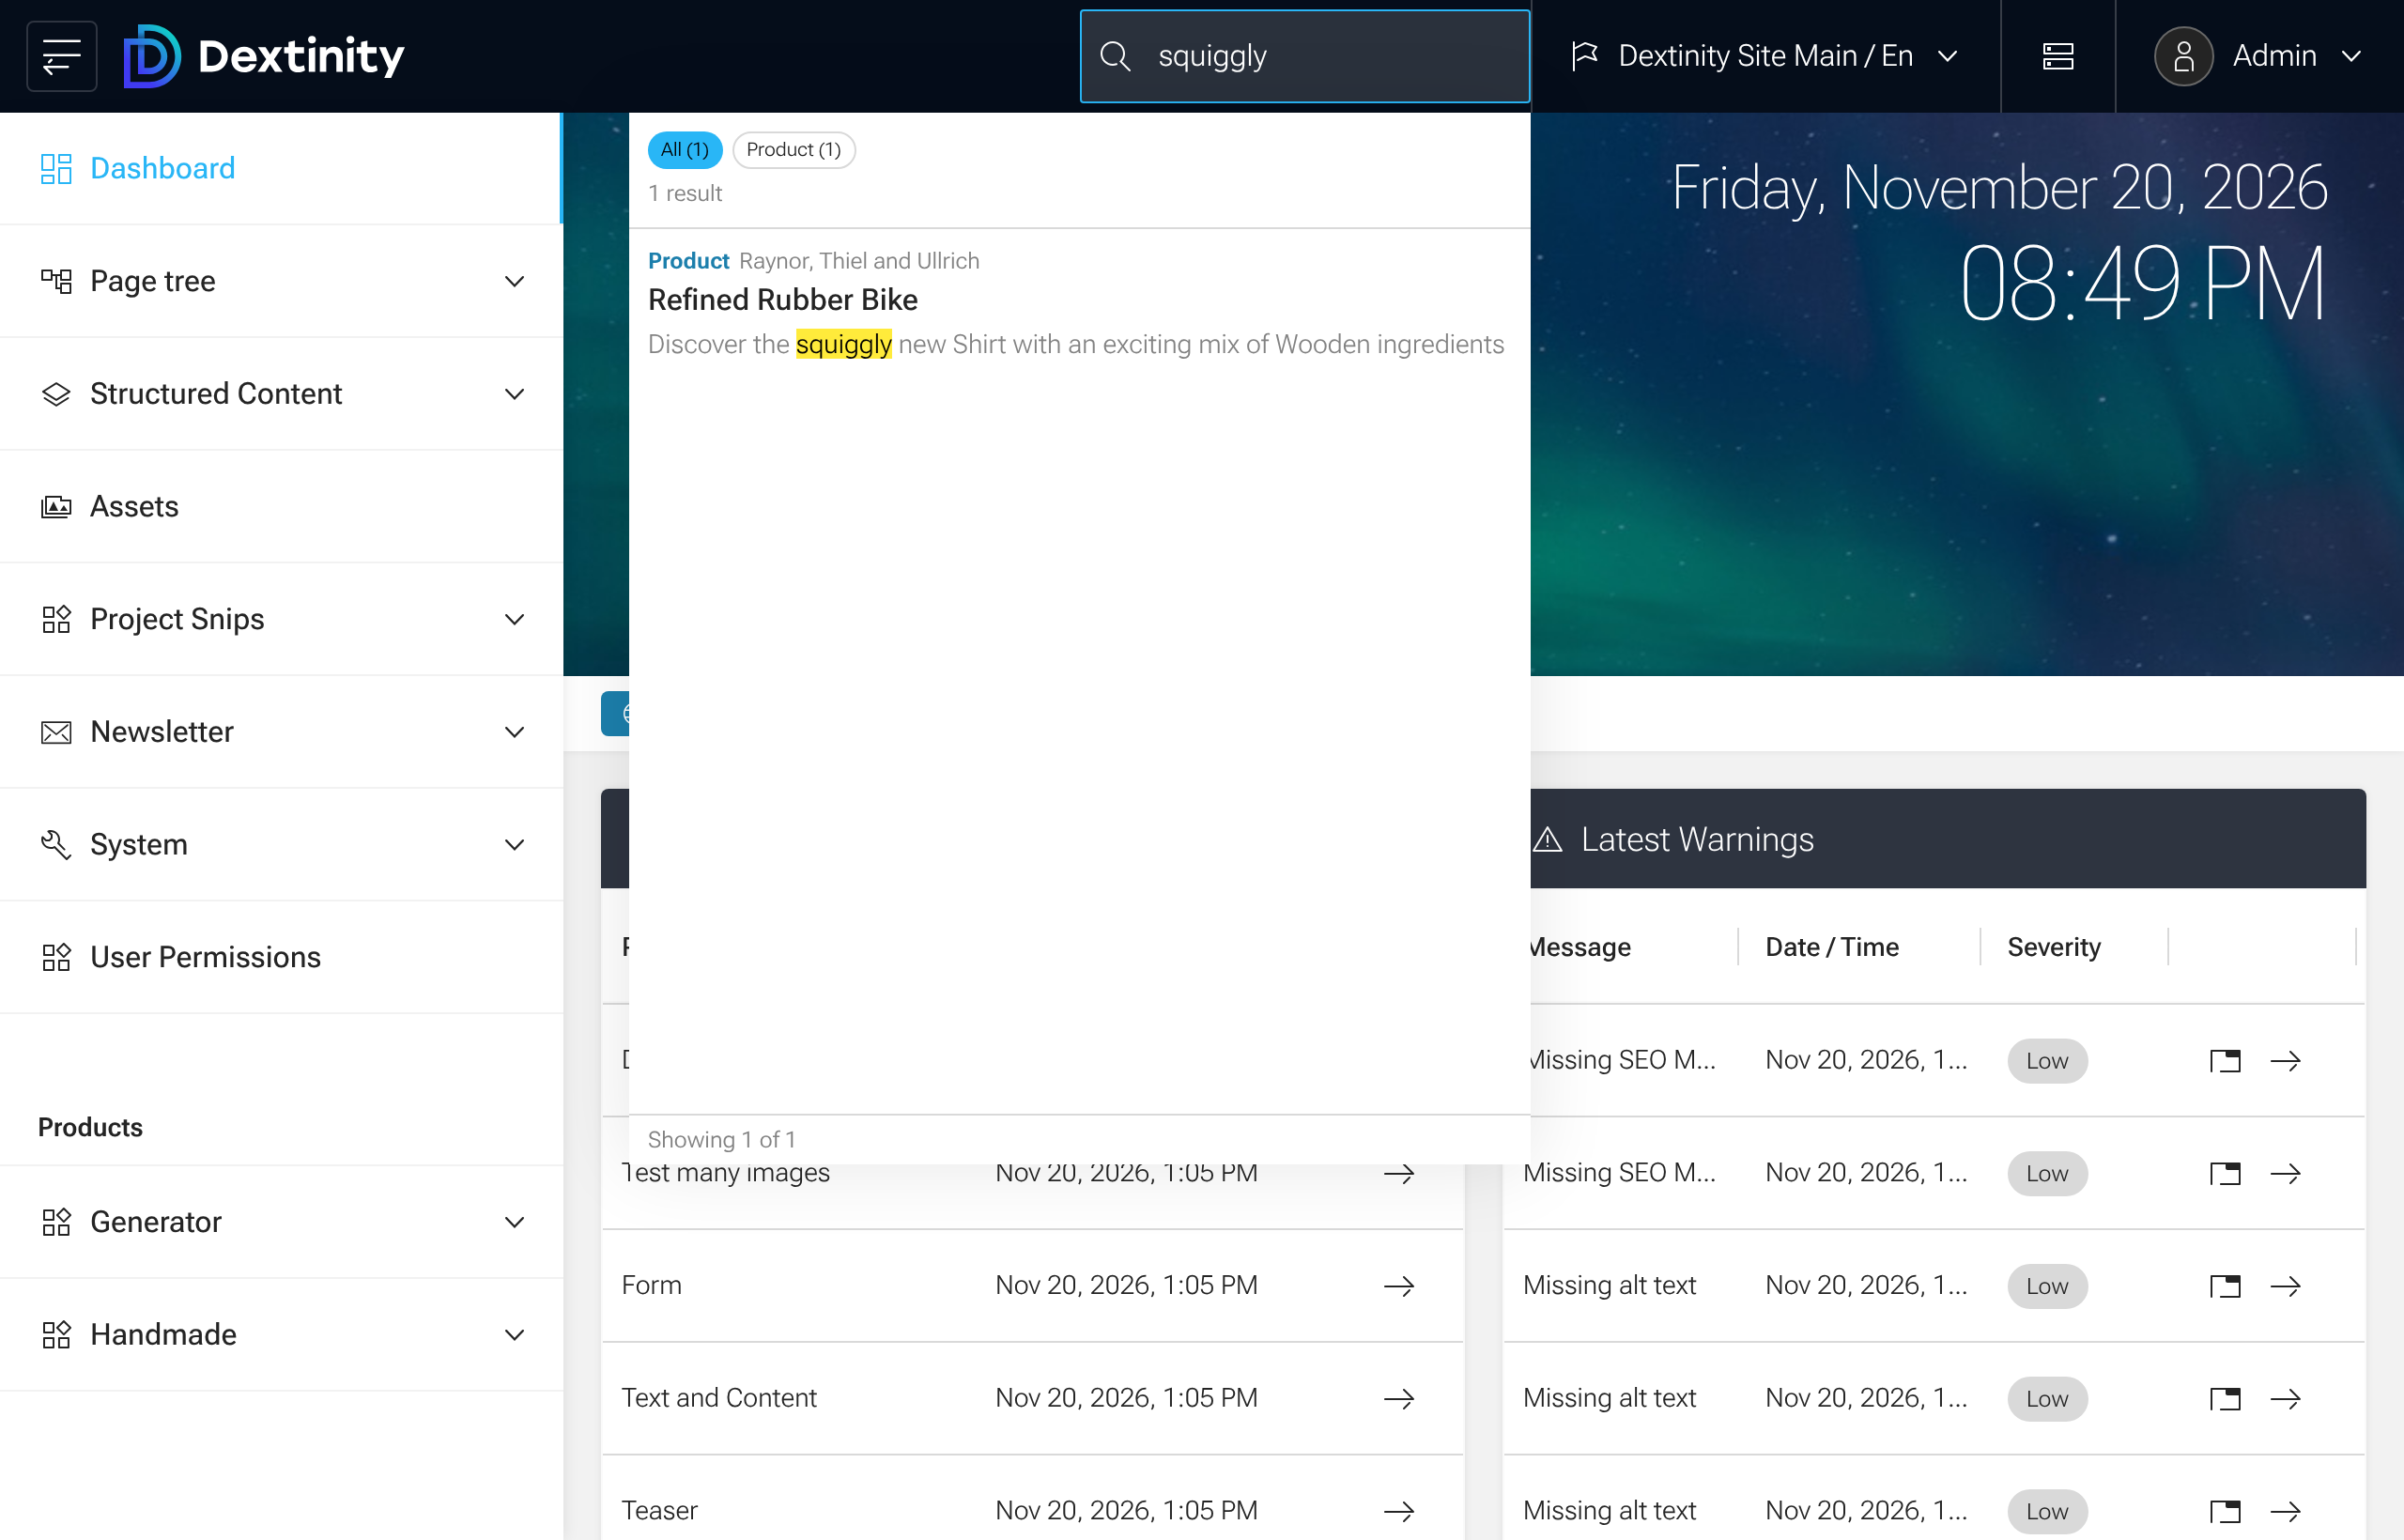 Dextinity
squiggly
Dextinity Site Main / En
Admin
Dashboard
Page tree
Structured Content
Assets
Project Snips
Newsletter
System
User Permissions
Products
Generator
Handmade
All (1)
Product (1)
1 result
Product Raynor, Thiel and Ullrich
Refined Rubber Bike
Discover the squiggly new Shirt with an exciting mix of Wooden ingredients
Showing 1 of 1
Friday, November 20, 2026
08:49 PM
Test many images Nov 20, 2026, 1:05 PM
Form Nov 20, 2026, 1:05 PM
Text and Content Nov 20, 2026, 1:05 PM
Teaser Nov 20, 2026, 1:05 PM
Latest Warnings
Message Date / Time Severity
Missing SEO M... Nov 20, 2026, 1... Low
Missing SEO M... Nov 20, 2026, 1... Low
Missing alt text Nov 20, 2026, 1... Low
Missing alt text Nov 20, 2026, 1... Low
Missing alt text Nov 20, 2026, 1... Low